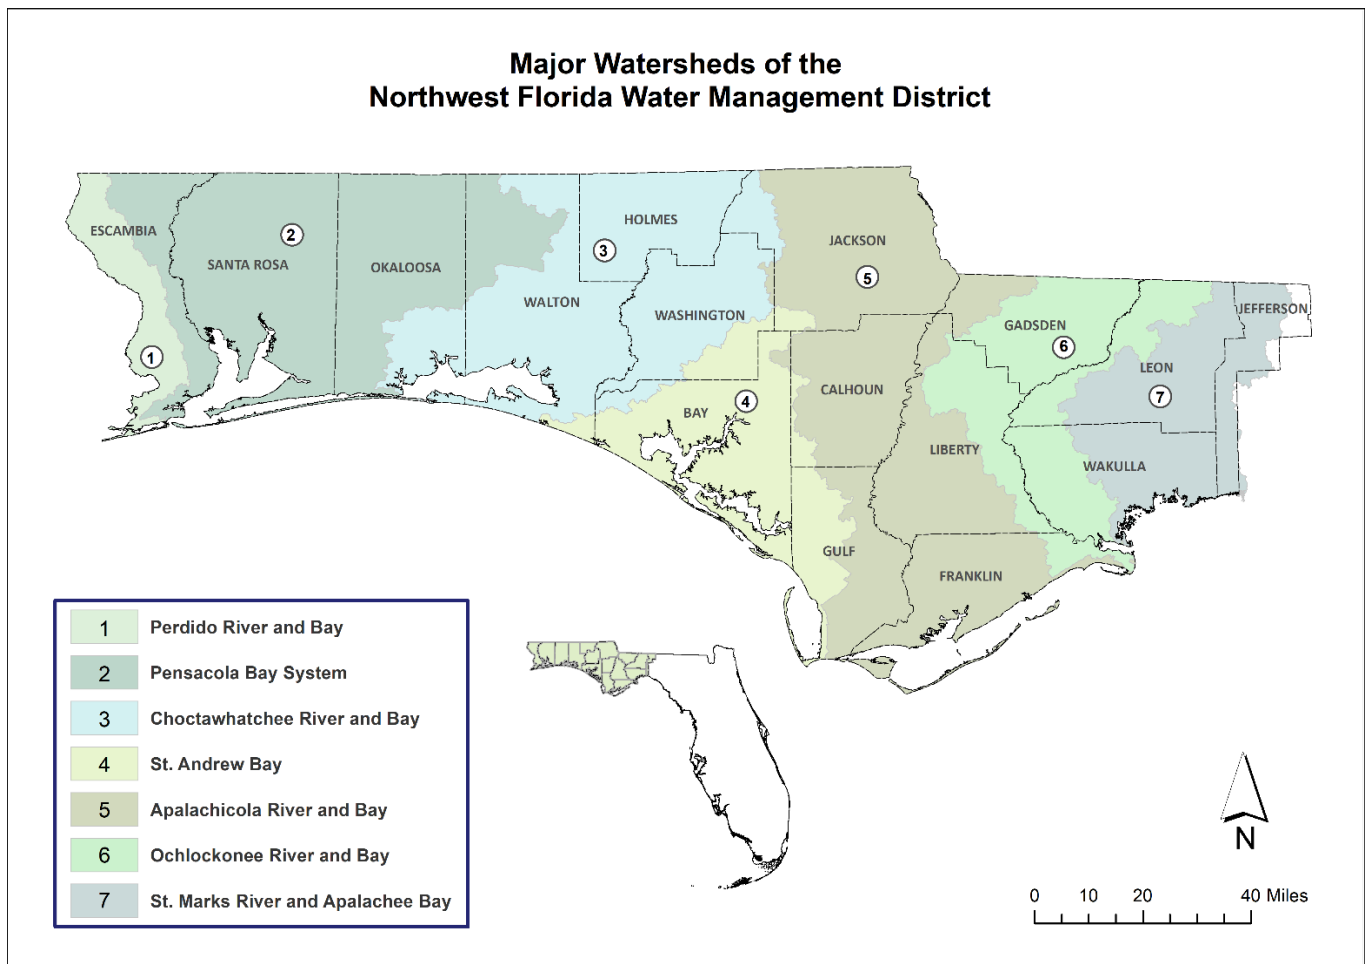 Major Watersheds of the
Northwest Florida Water Management District
ESCAMBIA
SANTA ROSA
2
OKALOOSA
WALTON
HOLMES
3
WASHINGTON
JACKSON
5
GADSDEN
6
JEFFERSON
LEON
7
1
BAY
4
CALHOUN
LIBERTY
WAKULLA
GULF
FRANKLIN
1 Perdido River and Bay
2 Pensacola Bay System
3 Choctawhatchee River and Bay
4 St. Andrew Bay
5 Apalachicola River and Bay
6 Ochlockonee River and Bay
7 St. Marks River and Apalachee Bay
N
0 10 20 40 Miles